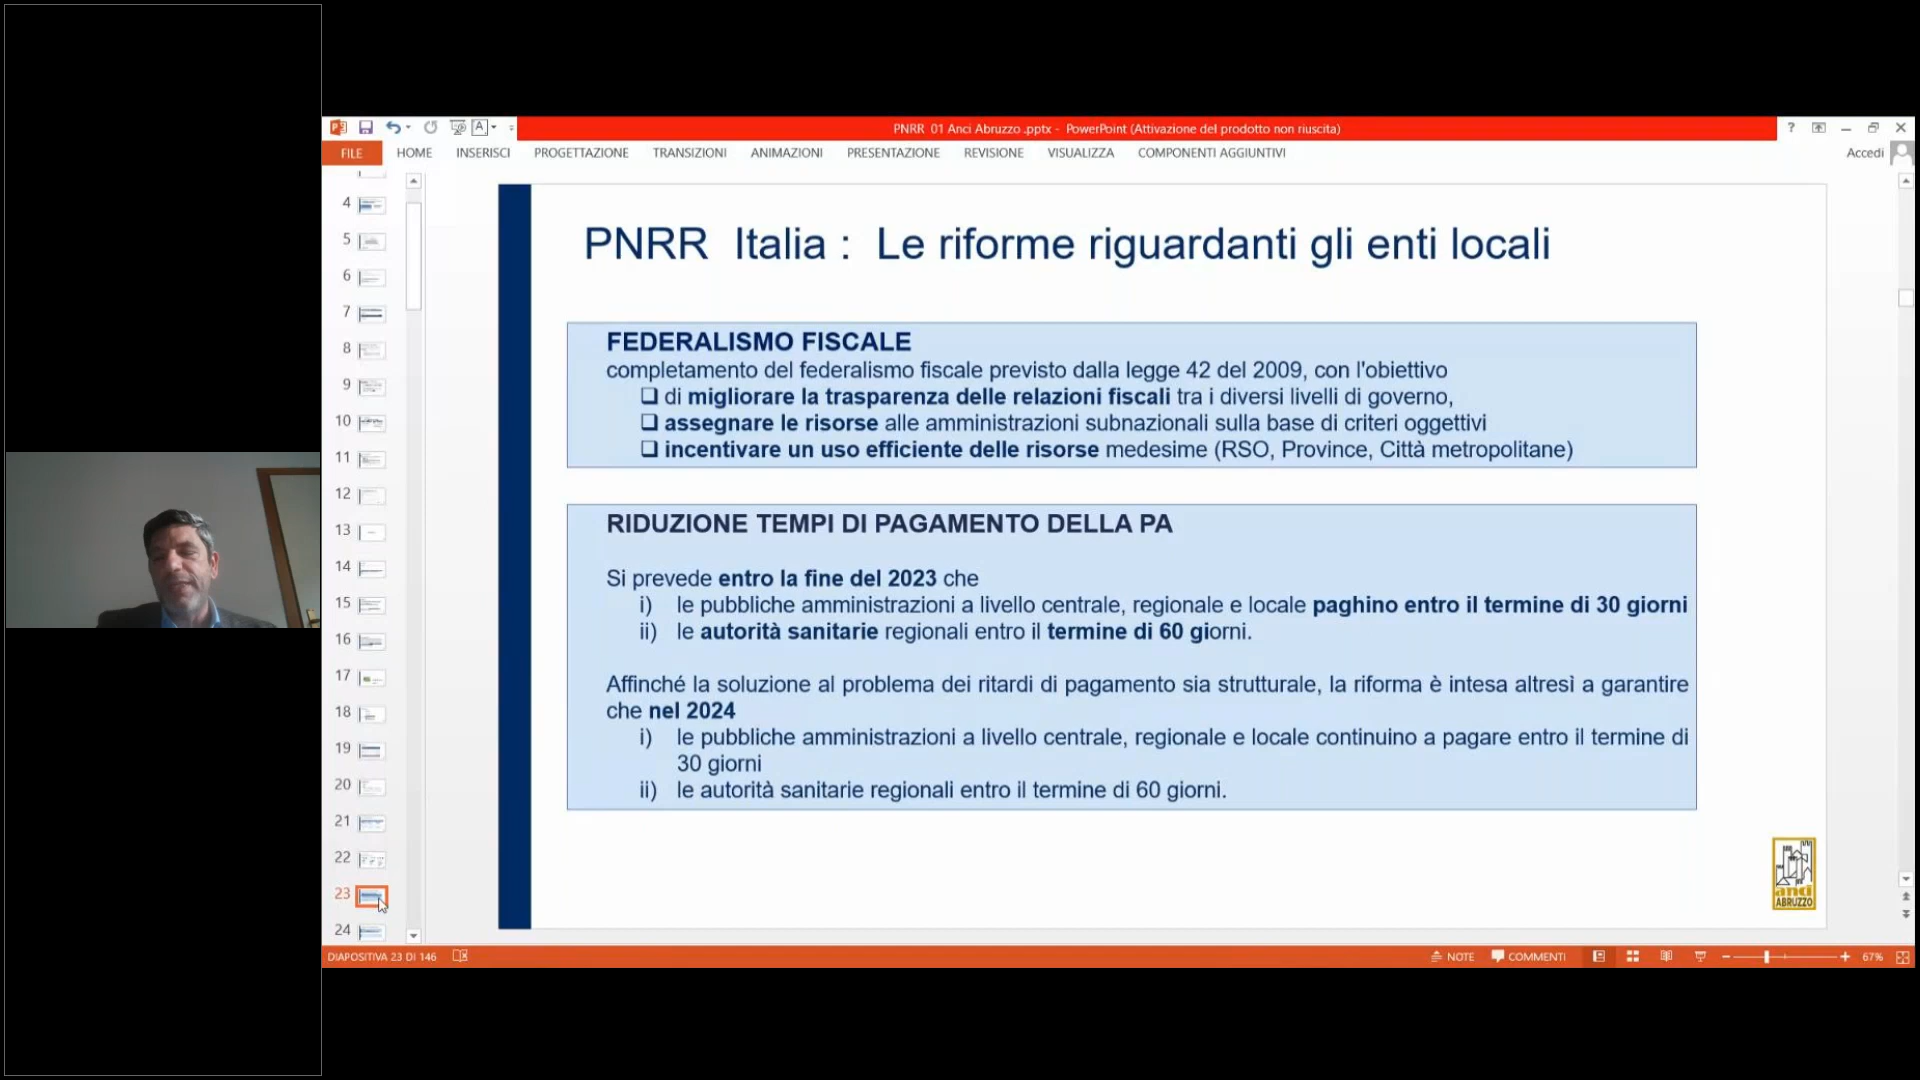 PNRR 01 Anci Abruzzo .pptx - PowerPoint (Attivazione del prodotto non riuscita)
FILE HOME INSERISCI PROGETTAZIONE TRANSIZIONI ANIMAZIONI PRESENTAZIONE REVISIONE VISUALIZZA COMPONENTI AGGIUNTIVI Accedi
4
5
6
7
8
9
10
11
12
13
14
15
16
17
18
19
20
21
22
23
24
PNRR Italia : Le riforme riguardanti gli enti locali
FEDERALISMO FISCALE
completamento del federalismo fiscale previsto dalla legge 42 del 2009, con l'obiettivo
❑ di migliorare la trasparenza delle relazioni fiscali tra i diversi livelli di governo,
❑ assegnare le risorse alle amministrazioni subnazionali sulla base di criteri oggettivi
❑ incentivare un uso efficiente delle risorse medesime (RSO, Province, Città metropolitane)
RIDUZIONE TEMPI DI PAGAMENTO DELLA PA
Si prevede entro la fine del 2023 che
i) le pubbliche amministrazioni a livello centrale, regionale e locale paghino entro il termine di 30 giorni
ii) le autorità sanitarie regionali entro il termine di 60 giorni.
Affinché la soluzione al problema dei ritardi di pagamento sia strutturale, la riforma è intesa altresì a garantire
che nel 2024
i) le pubbliche amministrazioni a livello centrale, regionale e locale continuino a pagare entro il termine di
30 giorni
ii) le autorità sanitarie regionali entro il termine di 60 giorni.
anci
ABRUZZO
DIAPOSITIVA 23 DI 146 NOTE COMMENTI 67%